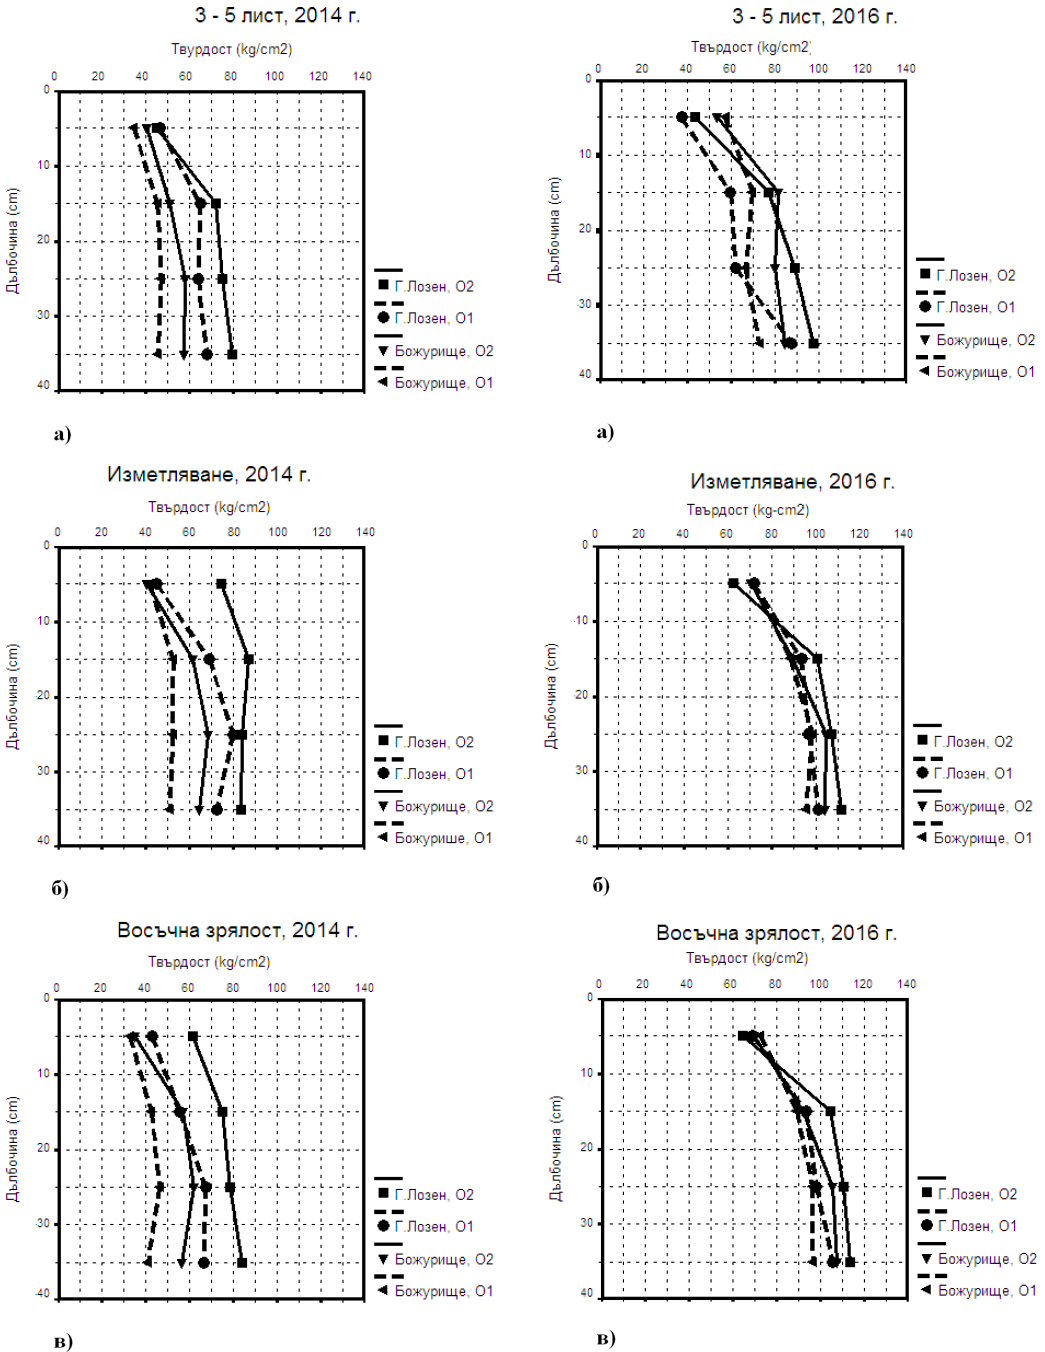 3 - 5 лист, 2014 г.
Твурдост (kg/cm2)
0 20 40 60 80 100 120 140
0
10
20
-30
40
Дълбочина (cm)
Г.Лозен, О2
Г.Лозен, О1
Божурище, О2
Божурище, О1
а)
3 - 5 лист, 2016 г.
Твърдост (kg/cm2)
0 20 40 60 80 100 120 140
0
10
20
30
40
Дълбочина (cm)
Г.Лозен, О2
Г.Лозен, О1
Божурище, О2
Божурище, О1
а)
Изметляване, 2014 г.
Твърдост (kg/cm2)
0 20 40 60 80 100 120 140
0
10
20
30
40
Дълбочина (cm)
Г.Лозен, О2
Г.Лозен, О1
Божурище, О2
Божурише, О1
б)
Изметляване, 2016 г.
Твърдост (kg-cm2)
0 20 40 60 80 100 120 140
0
-10
-20
30
40
Дълбочина (cm)
Г.Лозен, О2
Г.Лозен, О1
Божурище, О2
Божурище, О1
б)
Восъчна зрялост, 2014 г.
Твърдост (kg/cm2)
0 20 40 60 80 100 120 140
0
10
20
30
-40
Дълбочина (cm)
Г.Лозен, О2
Г.Лозен, О1
Божурище, О2
Божурище, О1
в)
Восъчна зрялост, 2016 г.
Твърдост (kg/cm2)
0 20 40 60 80 100 120 140
0
10
20
30
40
Дълбочина (cm)
Г.Лозен, О2
Г.Лозен, О1
Божурище, О2
Божурище, О1
в)